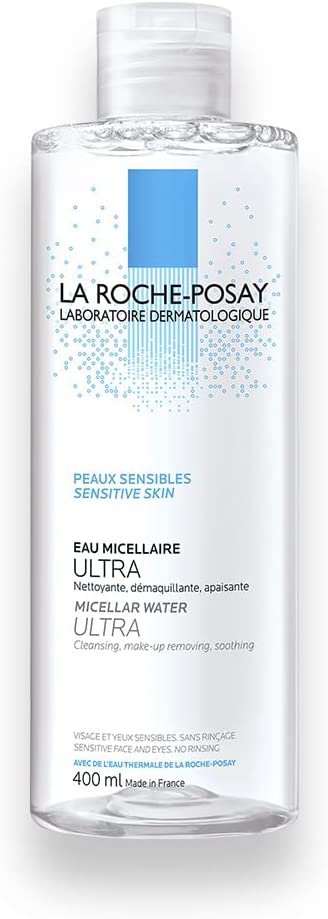 LA ROCHE-POSAY
LABORATOIRE DERMATOLOGIQUE
PEAUX SENSIBLES
SENSITIVE SKIN
EAU MICELLAIRE
ULTRA
Nettoyante, démaquillante, apaisante
MICELLAR WATER
ULTRA
Cleansing, make-up removing, soothing
VISAGE ET YEUX SENSIBLES, SANS RINÇAGE
SENSITIVE FACE AND EYES. NO RINSING
AVEC DE L'EAU THERMALE DE LA ROCHE-POSAY
400 ml Made in France